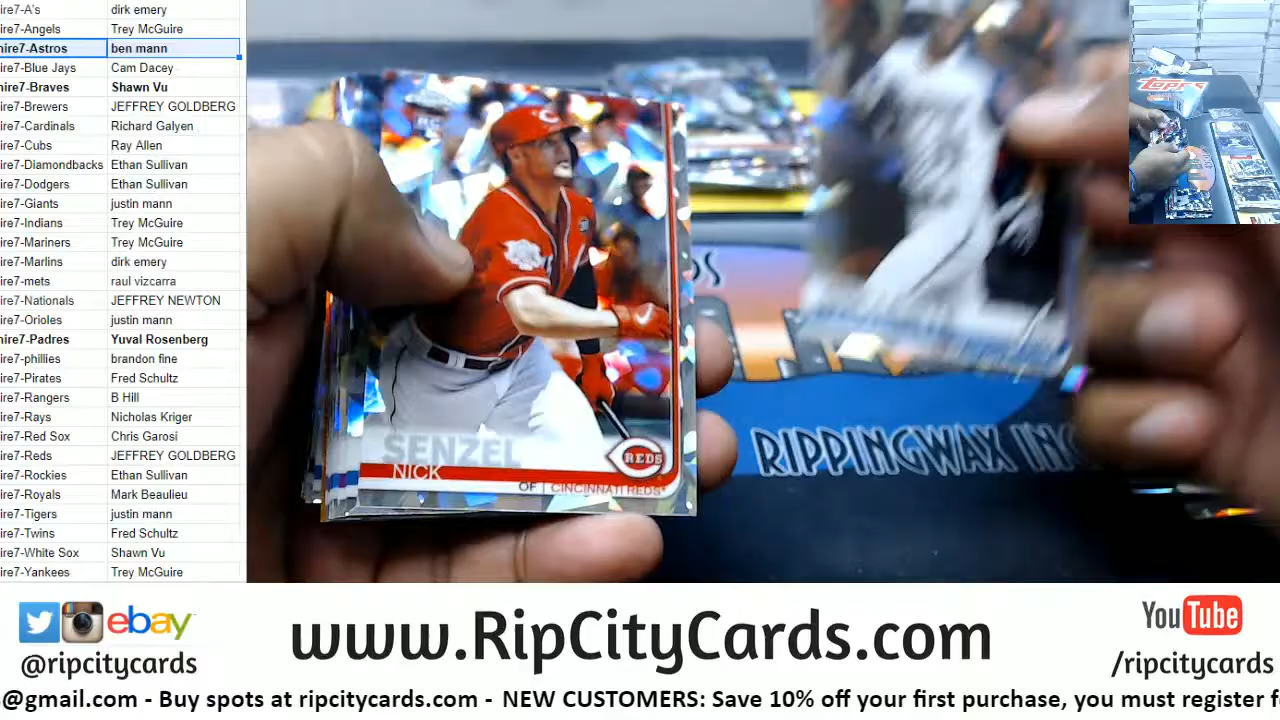 ire7-A's dirk emery
ire7-Angels Trey McGuire
nire7-Astros ben mann
ire7-Blue Jays Cam Dacey
ire7-Braves Shawn Vu
ire7-Brewers JEFFREY GOLDBERG
ire7-Cardinals Richard Galyen
ire7-Cubs Ray Allen
ire7-Diamondbacks Ethan Sullivan
ire7-Dodgers Ethan Sullivan
ire7-Giants justin mann
ire7-Indians Trey McGuire
ire7-Mariners Trey McGuire
ire7-Marlins dirk emery
ire7-mets raul vizcarra
ire7-Nationals JEFFREY NEWTON
ire7-Orioles justin mann
hire7-Padres Yuval Rosenberg
ire7-phillies brandon fine
ire7-Pirates Fred Schultz
ire7-Rangers B Hill
ire7-Rays Nicholas Kriger
ire7-Red Sox Chris Garosi
ire7-Reds JEFFREY GOLDBERG
ire7-Rockies Ethan Sullivan
ire7-Royals Mark Beaulieu
ire7-Tigers justin mann
ire7-Twins Fred Schultz
ire7-White Sox Shawn Vu
ire7-Yankees Trey McGuire
topps
SENZEL
NICK
REDS
OF | CINCINNATI REDS
RIPPINGWAX INC
ebay
@ripcitycards
www.RipCityCards.com
YouTube
/ripcitycards
s@gmail.com - Buy spots at ripcitycards.com - NEW CUSTOMERS: Save 10% off your first purchase, you must register f